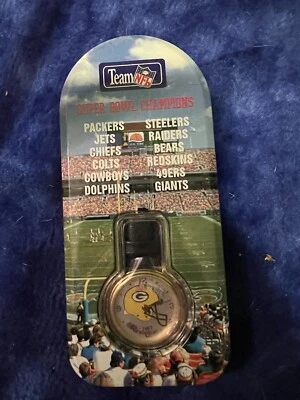 Team NFL
SUPER BOWL CHAMPIONS
PACKERS STEELERS
JETS RAIDERS
CHIEFS BEARS
COLTS REDSKINS
COWBOYS 49ERS
DOLPHINS GIANTS
G